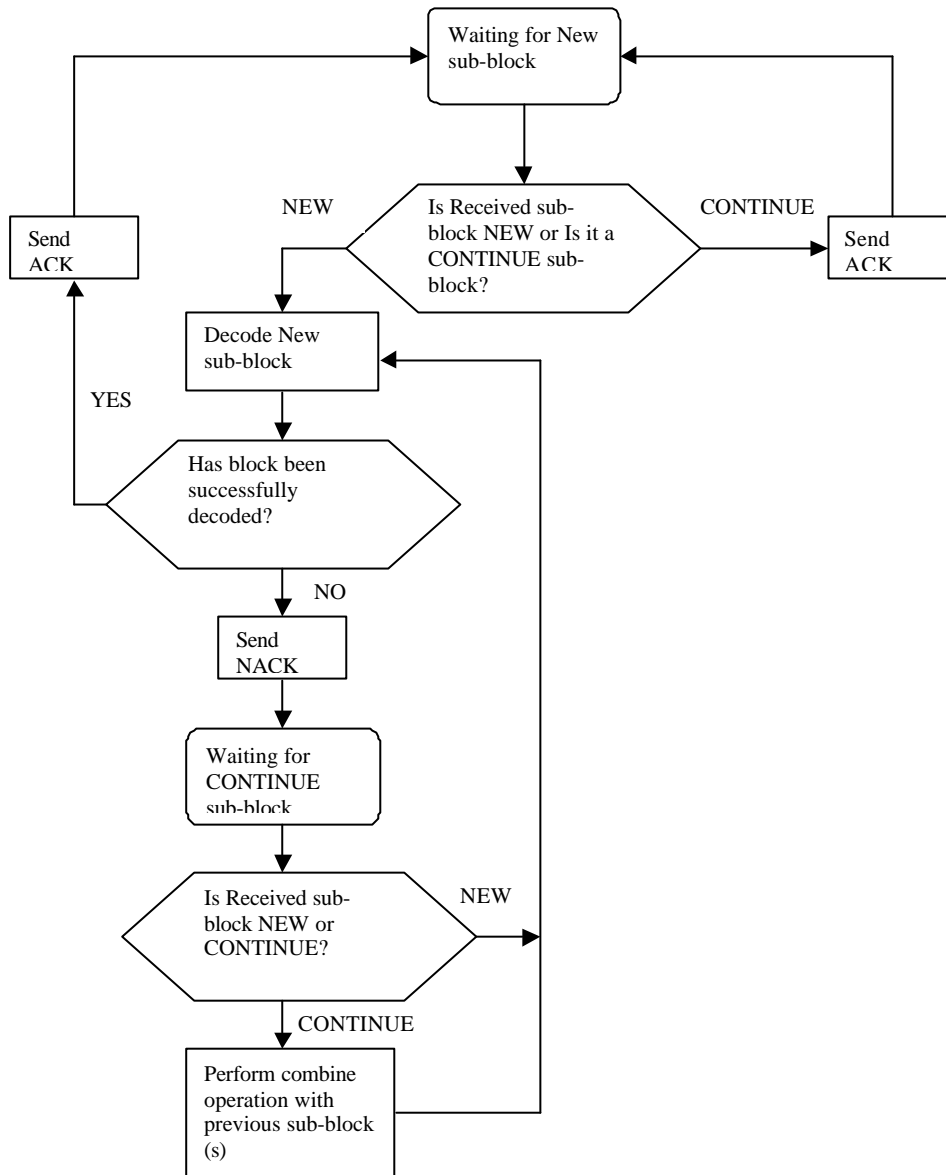 Waiting for New
sub-block
NEW
Is Received sub-
block NEW or Is it a
CONTINUE sub-
block?
CONTINUE
Send
ACK
Send
ACK
Decode New
sub-block
YES
Has block been
successfully
decoded?
NO
Send
NACK
Waiting for
CONTINUE
sub-block
Is Received sub-
block NEW or
CONTINUE?
NEW
CONTINUE
Perform combine
operation with
previous sub-block
(s)